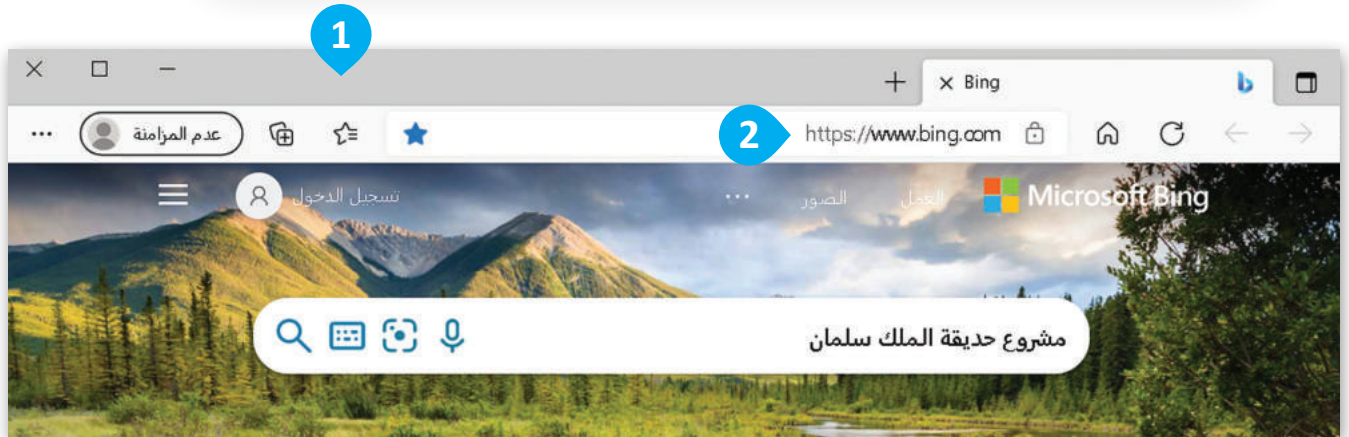 1
Bing
2
https://www.bing.com
عدم المزامنة
Microsoft Bing
العمل
الصور
تسجيل الدخول
مشروع حديقة الملك سلمان